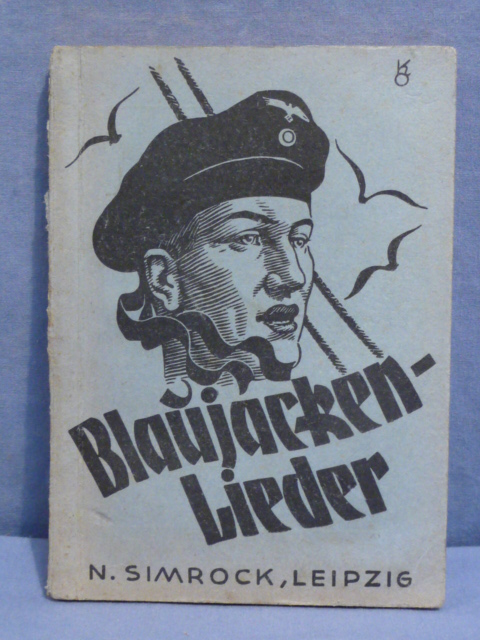 Blaujacken-
Lieder
N. SIMROCK, LEIPZIG